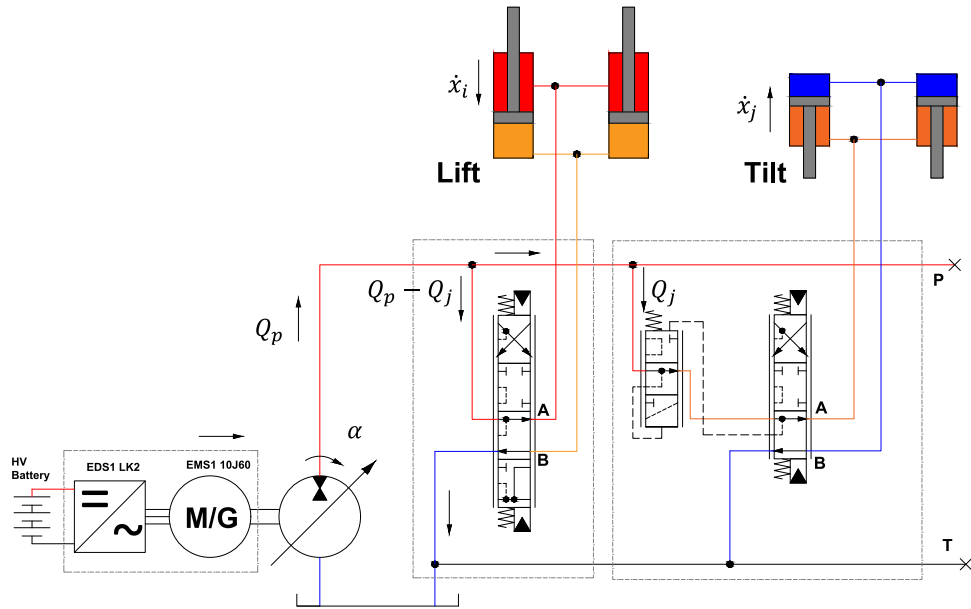 ẋᵢ
ẋⱼ
Lift
Tilt
P
Qₚ − Qⱼ
Qⱼ
Qₚ
A
A
α
B
B
HV
Battery
EDS1 LK2
EMS1 10J60
M/G
T